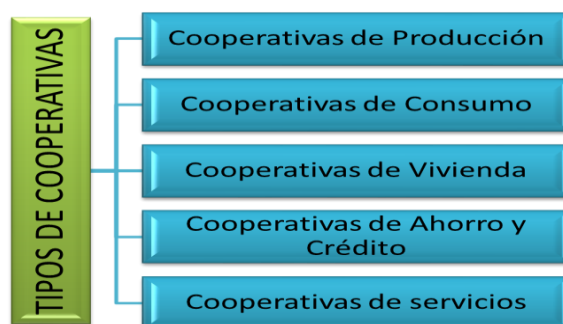 TIPOS DE COOPERATIVAS
Cooperativas de Producción
Cooperativas de Consumo
Cooperativas de Vivienda
Cooperativas de Ahorro y
Crédito
Cooperativas de servicios